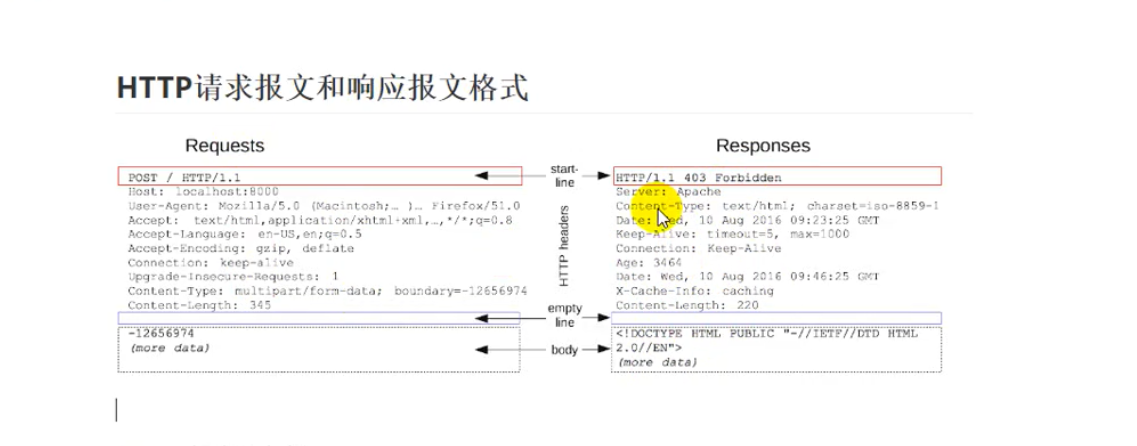 HTTP请求报文和响应报文格式
Requests
POST / HTTP/1.1
Host: localhost:8000
User-Agent: Mozilla/5.0 (Macintosh;… )… Firefox/51.0
Accept: text/html,application/xhtml+xml,…,*/*;q=0.8
Accept-Language: en-US,en;q=0.5
Accept-Encoding: gzip, deflate
Connection: keep-alive
Upgrade-Insecure-Requests: 1
Content-Type: multipart/form-data; boundary=-12656974
Content-Length: 345
-12656974
(more data)
start-
line
HTTP headers
empty
line
body
Responses
HTTP/1.1 403 Forbidden
Server: Apache
Content-Type: text/html; charset=iso-8859-1
Date: Wed, 10 Aug 2016 09:23:25 GMT
Keep-Alive: timeout=5, max=1000
Connection: Keep-Alive
Age: 3464
Date: Wed, 10 Aug 2016 09:46:25 GMT
X-Cache-Info: caching
Content-Length: 220
<!DOCTYPE HTML PUBLIC "-//IETF//DTD HTML
2.0//EN">
(more data)